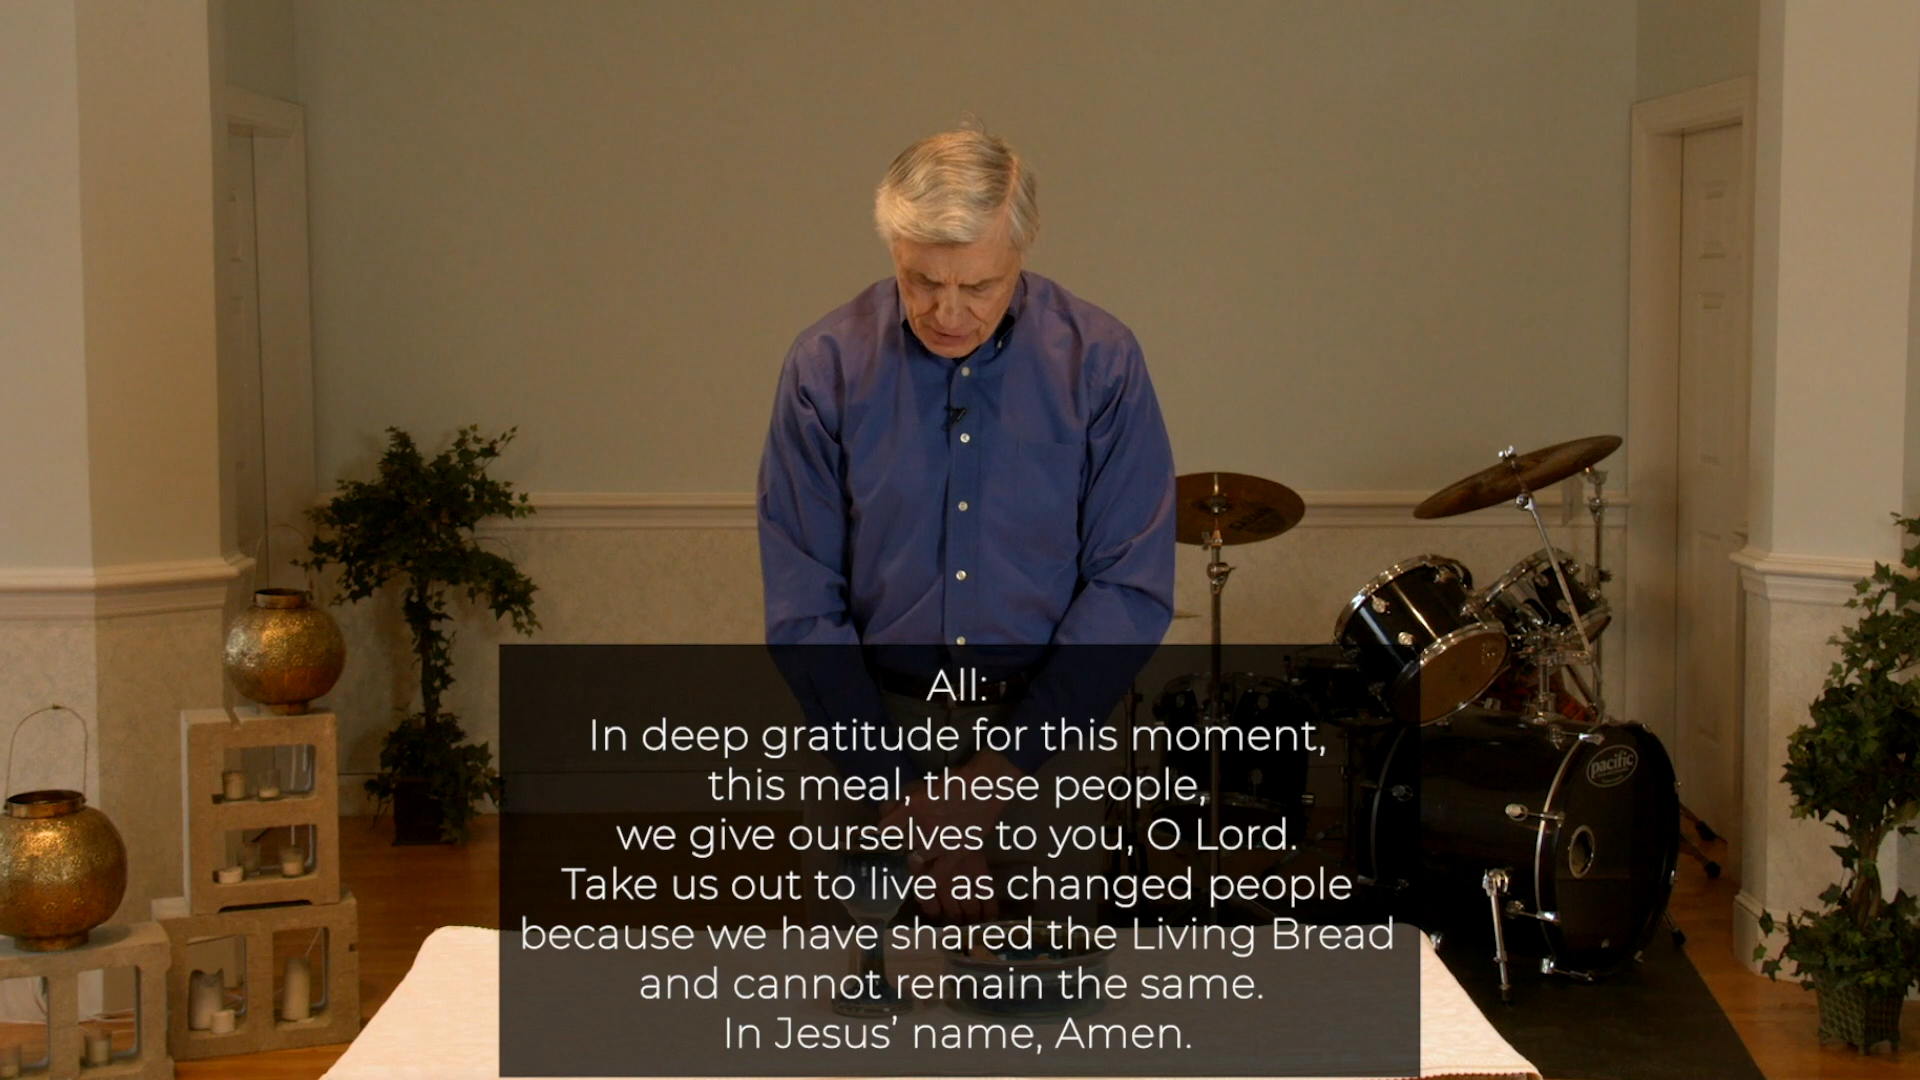 All:
In deep gratitude for this moment,
this meal, these people,
we give ourselves to you, O Lord.
Take us out to live as changed people
because we have shared the Living Bread
and cannot remain the same.
In Jesus’ name, Amen.
pacific